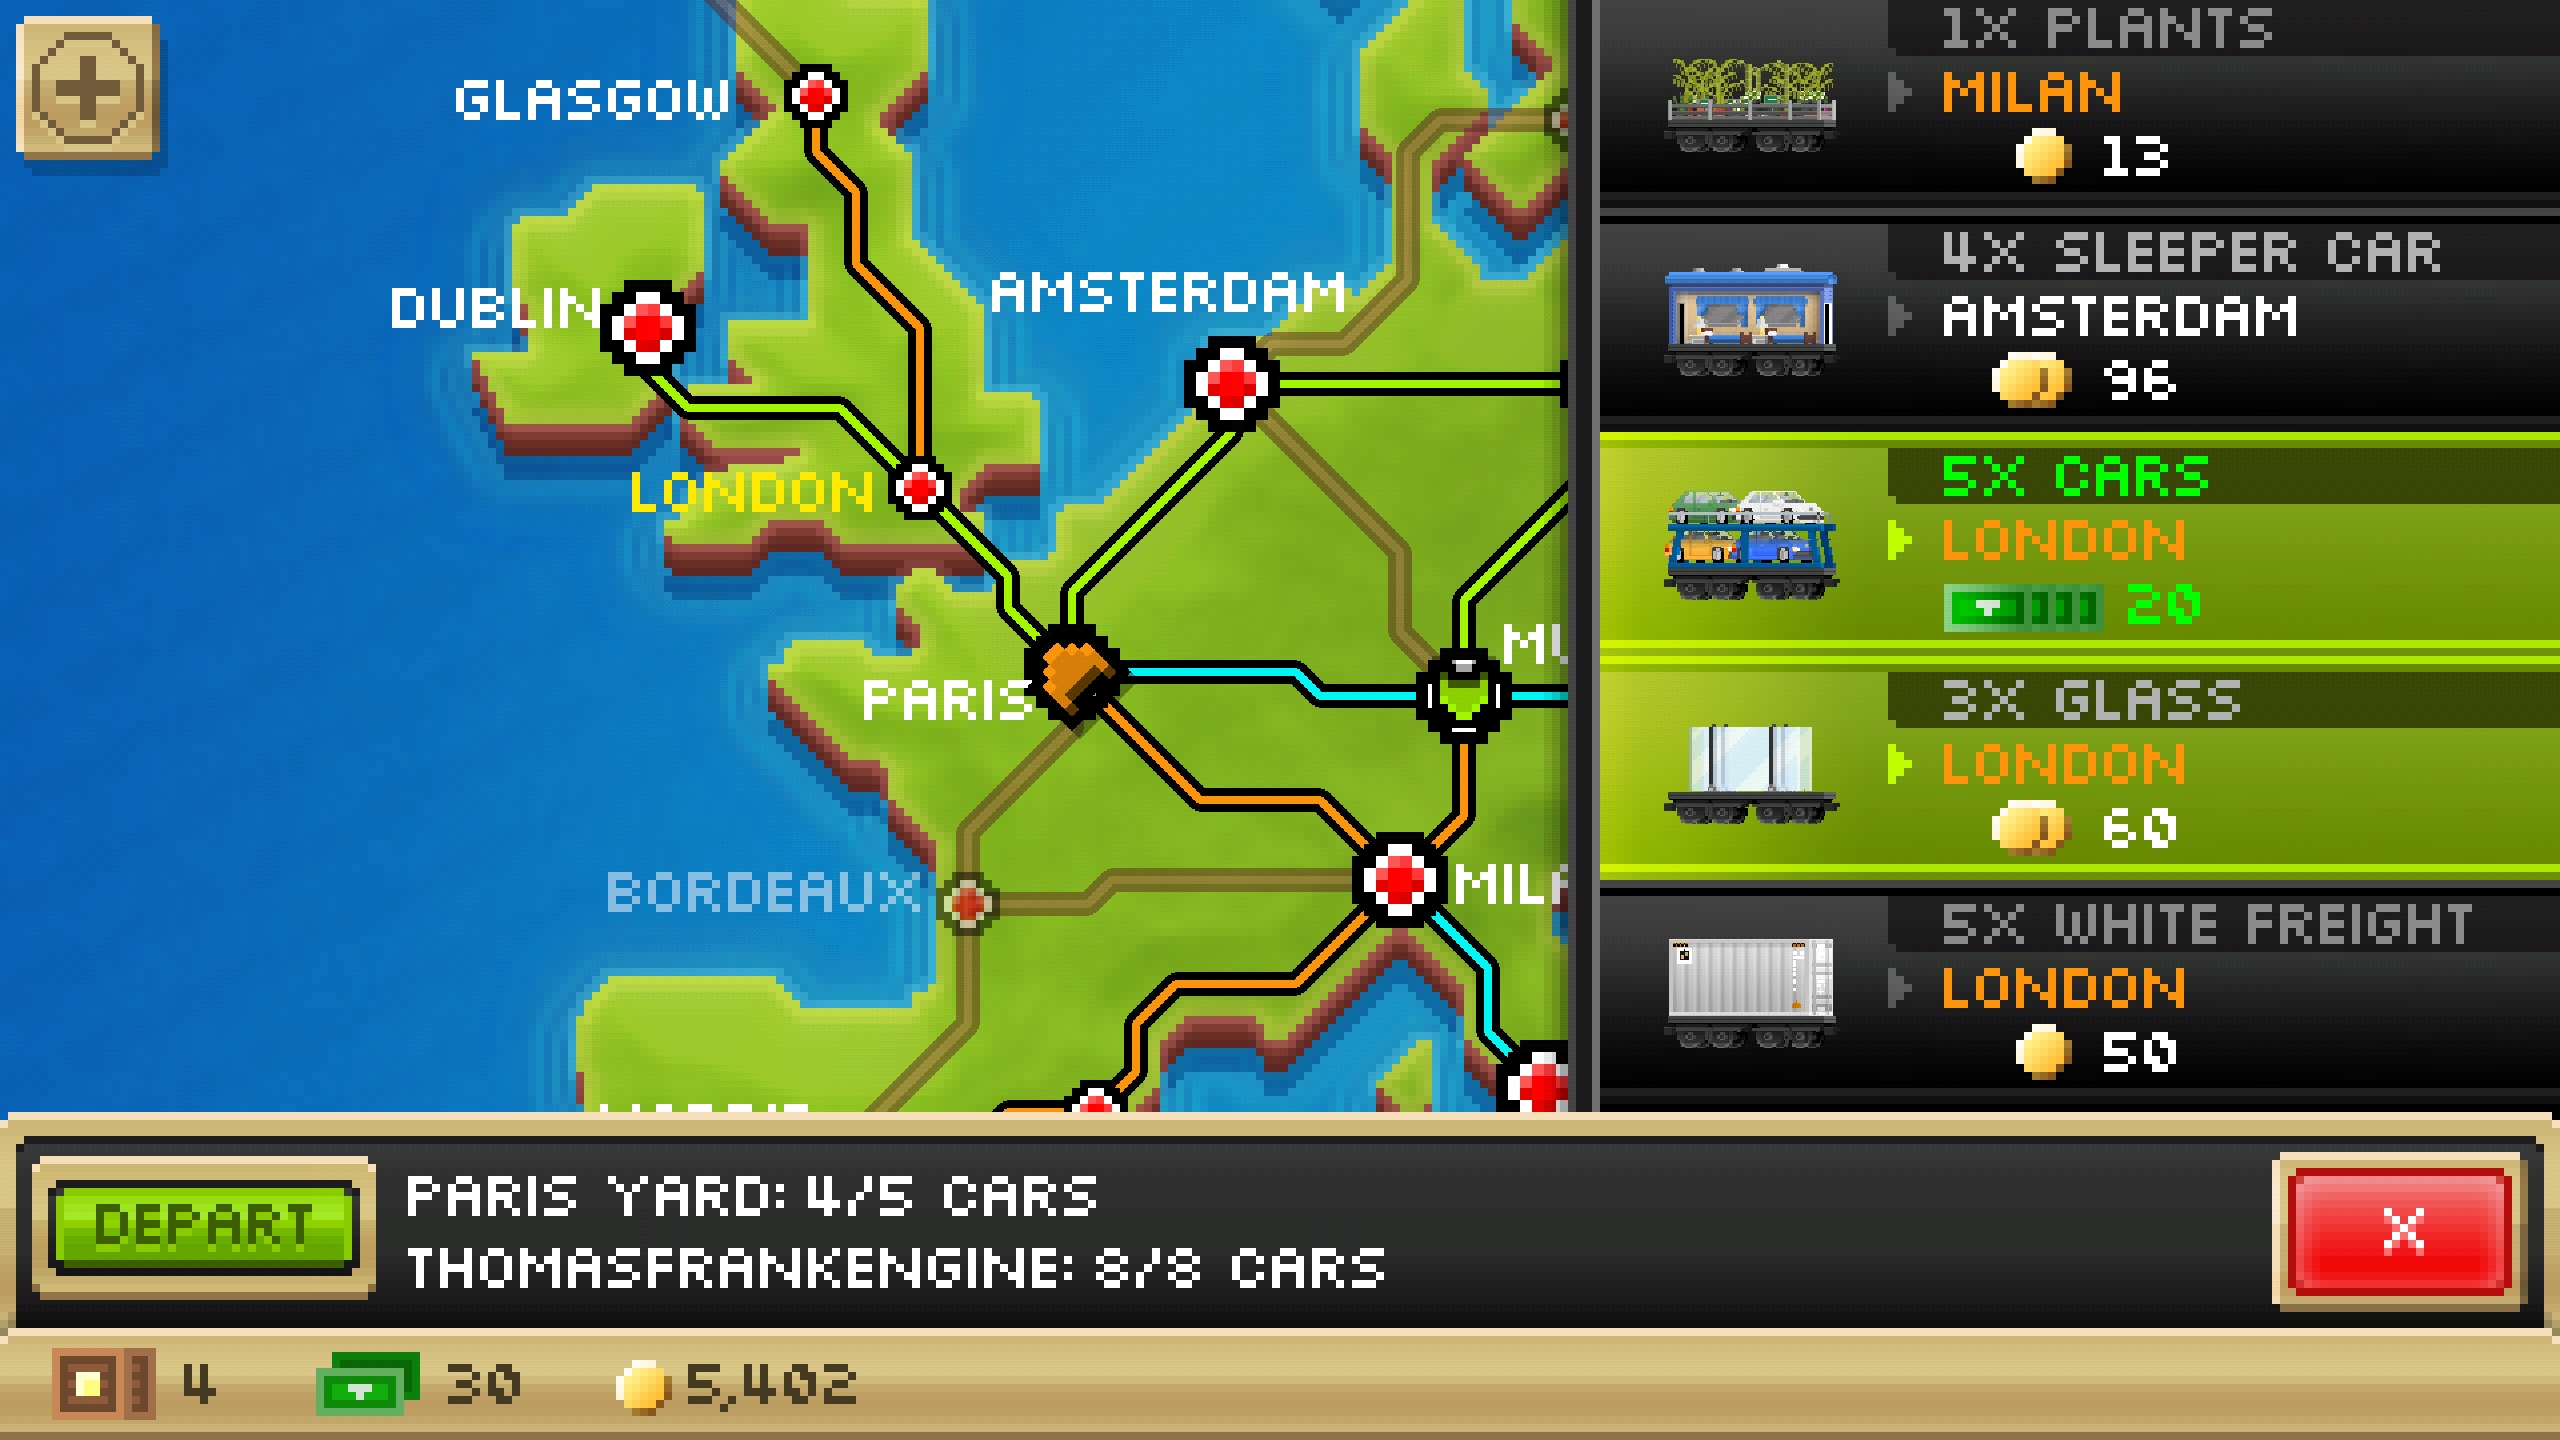 GLASGOW
DUBLIN
AMSTERDAM
LONDON
PARIS
BORDEAUX
1X PLANTS
MILAN
13
4X SLEEPER CAR
AMSTERDAM
96
5X CARS
LONDON
20
3X GLASS
LONDON
60
5X WHITE FREIGHT
LONDON
50
DEPART
PARIS YARD: 4/5 CARS
THOMASFRANKENGINE: 8/8 CARS
X
4
30
5,402